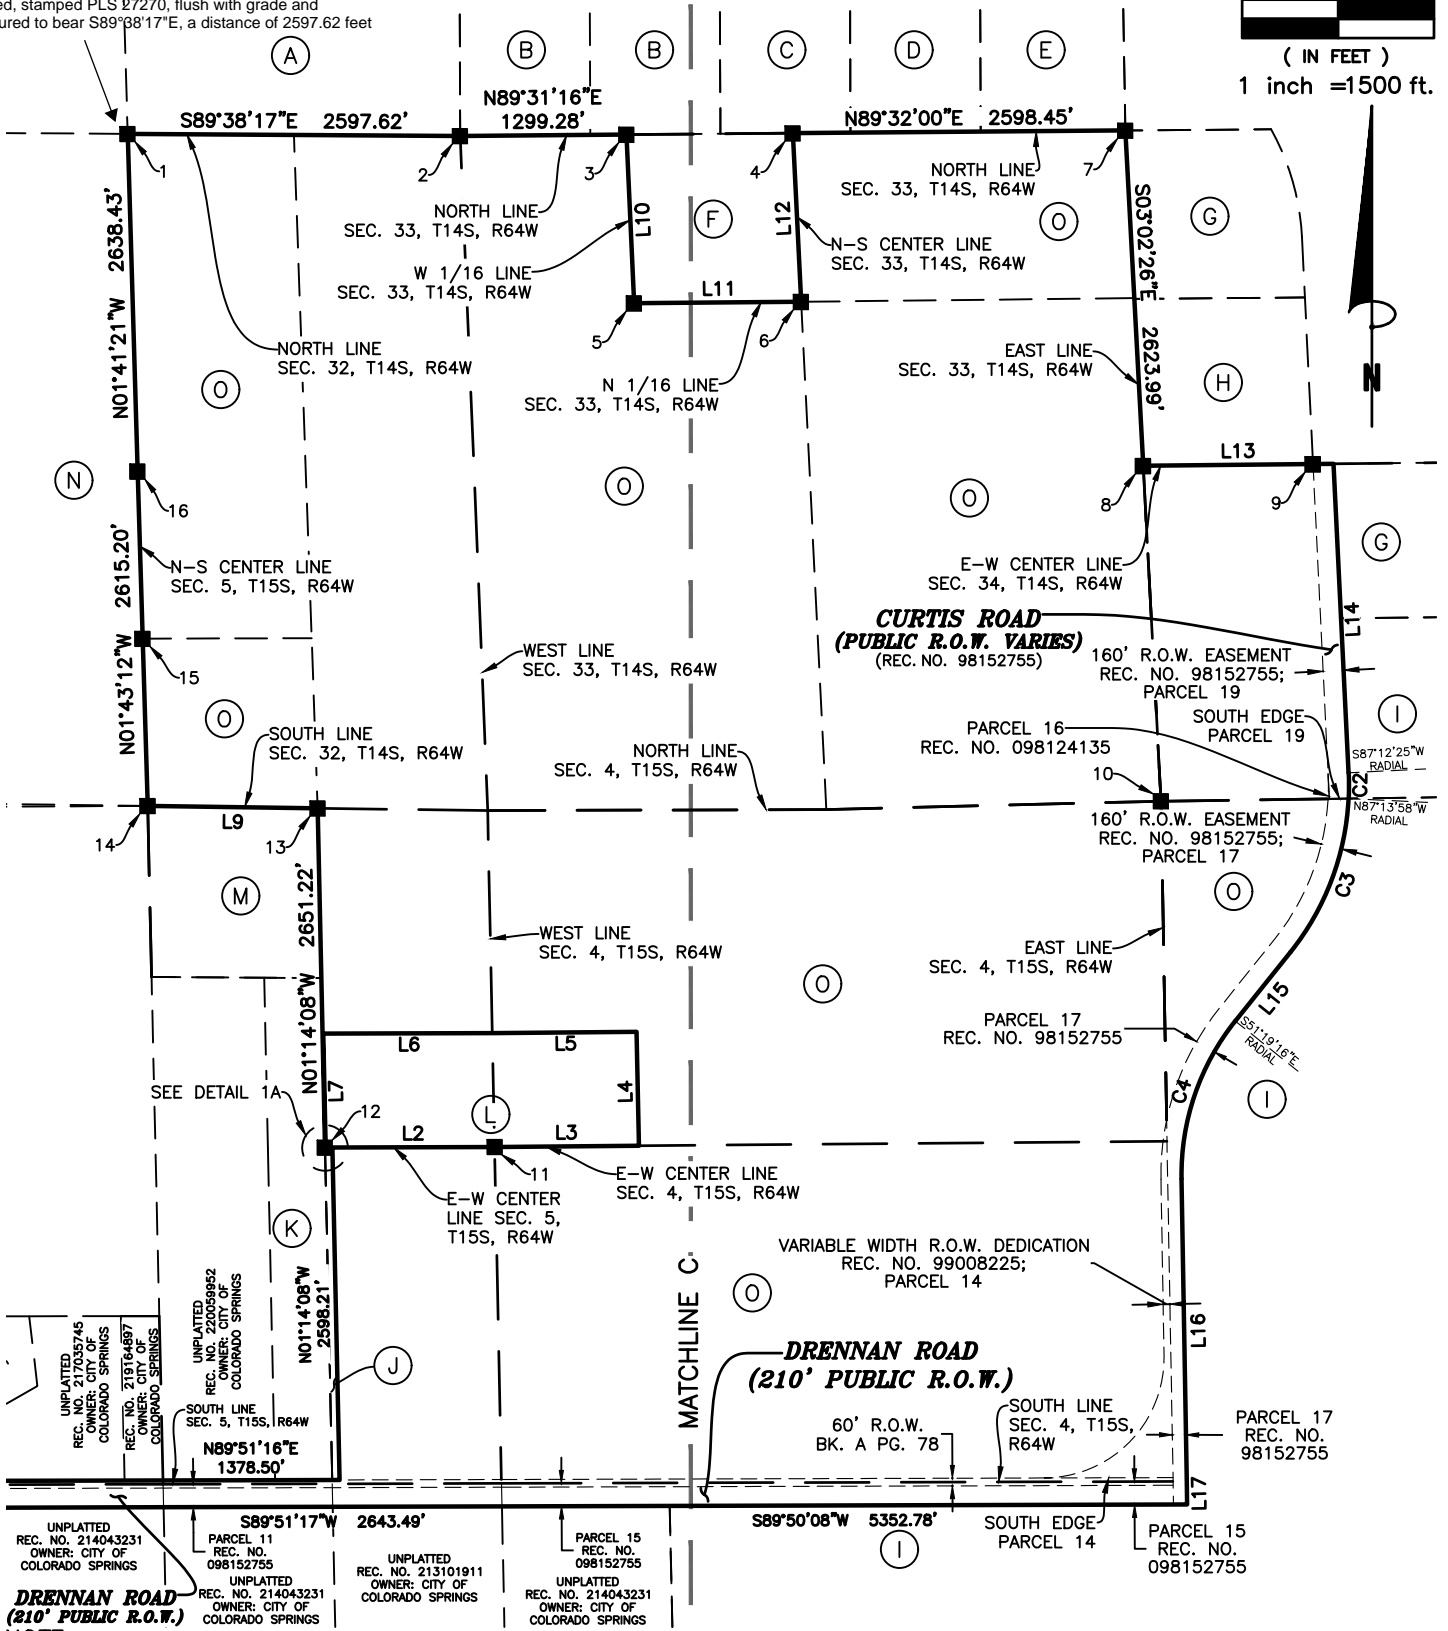 ed, stamped PLS 27270, flush with grade and
ured to bear S89°38'17"E, a distance of 2597.62 feet
( IN FEET )
1 inch =1500 ft.
A
B
B
C
D
E
S89°38'17"E 2597.62'
N89°31'16"E
1299.28'
N89°32'00"E 2598.45'
1
2
3
4
7
NORTH LINE
SEC. 33, T14S, R64W
NORTH LINE
SEC. 33, T14S, R64W
N01°41'21"W 2638.43'
L10
F
L12
O
G
S03°02'26"E 2623.99'
N-S CENTER LINE
SEC. 33, T14S, R64W
W 1/16 LINE
SEC. 33, T14S, R64W
L11
5
6
NORTH LINE
SEC. 32, T14S, R64W
EAST LINE
SEC. 33, T14S, R64W
N 1/16 LINE
SEC. 33, T14S, R64W
O
H
N
L13
N
O
O
8
9
16
G
N01°43'12"W 2615.20'
N-S CENTER LINE
SEC. 5, T15S, R64W
E-W CENTER LINE
SEC. 34, T14S, R64W
CURTIS ROAD
(PUBLIC R.O.W. VARIES)
(REC. NO. 98152755)
L14
15
WEST LINE
SEC. 33, T14S, R64W
160' R.O.W. EASEMENT
REC. NO. 98152755;
PARCEL 19
O
I
SOUTH EDGE
PARCEL 19
PARCEL 16
REC. NO. 098124135
SOUTH LINE
SEC. 32, T14S, R64W
NORTH LINE
SEC. 4, T15S, R64W
S87°12'25"W
RADIAL
C2
10
N87°13'58"W
RADIAL
L9
14
13
160' R.O.W. EASEMENT
REC. NO. 98152755;
PARCEL 17
M
O
C3
N01°14'08"W 2651.22'
WEST LINE
SEC. 4, T15S, R64W
EAST LINE
SEC. 4, T15S, R64W
O
L15
PARCEL 17
REC. NO. 98152755
S51°19'16"E
RADIAL
L6
L5
L7
L4
SEE DETAIL 1A
C4
I
12
L
L2
L3
11
E-W CENTER LINE
SEC. 4, T15S, R64W
E-W CENTER
LINE SEC. 5,
T15S, R64W
K
VARIABLE WIDTH R.O.W. DEDICATION
REC. NO. 99008225;
PARCEL 14
O
MATCHLINE C
N01°14'08"W
2598.21'
L16
UNPLATTED
REC. NO. 217035745
OWNER: CITY OF
COLORADO SPRINGS
REC. NO. 219164897
OWNER: CITY OF
COLORADO SPRINGS
UNPLATTED
REC. NO. 220059952
OWNER: CITY OF
COLORADO SPRINGS
J
DRENNAN ROAD
(210' PUBLIC R.O.W.)
SOUTH LINE
SEC. 5, T15S, R64W
60' R.O.W.
BK. A PG. 78
SOUTH LINE
SEC. 4, T15S,
R64W
PARCEL 17
REC. NO.
98152755
N89°51'16"E
1378.50'
L17
S89°51'17"W 2643.49'
S89°50'08"W 5352.78'
SOUTH EDGE
PARCEL 14
PARCEL 15
REC. NO.
098152755
UNPLATTED
REC. NO. 214043231
OWNER: CITY OF
COLORADO SPRINGS
PARCEL 11
REC. NO.
098152755
PARCEL 15
REC. NO.
098152755
I
UNPLATTED
REC. NO. 213101911
OWNER: CITY OF
COLORADO SPRINGS
UNPLATTED
REC. NO. 214043231
OWNER: CITY OF
COLORADO SPRINGS
UNPLATTED
REC. NO. 214043231
OWNER: CITY OF
COLORADO SPRINGS
DRENNAN ROAD
(210' PUBLIC R.O.W.)